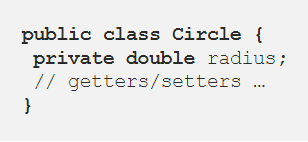 public class Circle {
private double radius;
// getters/setters …
}